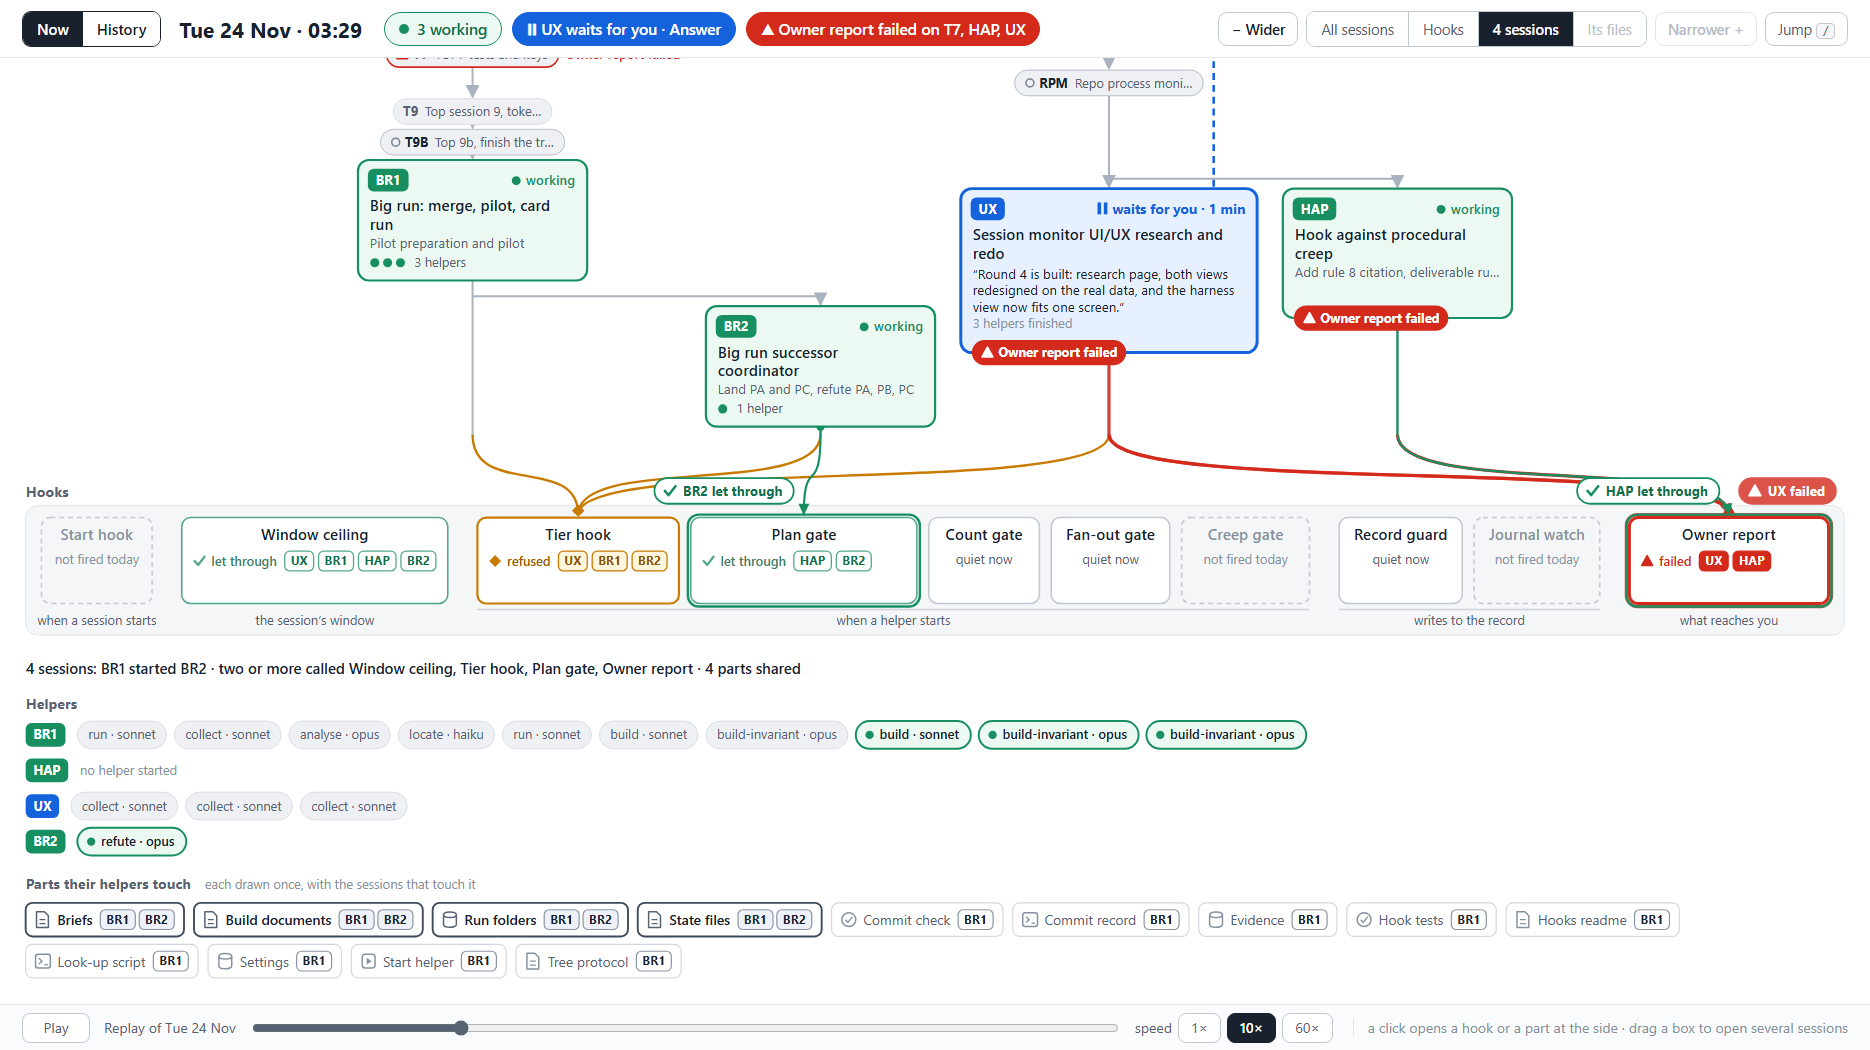 Now
History
Tue 24 Nov · 03:29
3 working
UX waits for you · Answer
Owner report failed on T7, HAP, UX
– Wider
All sessions
Hooks
4 sessions
Its files
Narrower +
Jump /
RPM Repo process moni...
T9 Top session 9, toke...
T9B Top 9b, finish the tr...
BR1
working
Big run: merge, pilot, card
run
Pilot preparation and pilot
3 helpers
UX
waits for you · 1 min
Session monitor UI/UX research and
redo
“Round 4 is built: research page, both views
redesigned on the real data, and the harness
view now fits one screen.”
3 helpers finished
Owner report failed
HAP
working
Hook against procedural
creep
Add rule 8 citation, deliverable ru...
Owner report failed
BR2
working
Big run successor
coordinator
Land PA and PC, refute PA, PB, PC
1 helper
Hooks
BR2 let through
HAP let through
UX failed
Start hook
not fired today
Window ceiling
let through UX BR1 HAP BR2
Tier hook
refused UX BR1 BR2
Plan gate
let through HAP BR2
Count gate
quiet now
Fan-out gate
quiet now
Creep gate
not fired today
Record guard
quiet now
Journal watch
not fired today
Owner report
failed UX HAP
when a session starts
the session's window
when a helper starts
writes to the record
what reaches you
4 sessions: BR1 started BR2 · two or more called Window ceiling, Tier hook, Plan gate, Owner report · 4 parts shared
Helpers
BR1 run · sonnet collect · sonnet analyse · opus locate · haiku run · sonnet build · sonnet build-invariant · opus build · sonnet build-invariant · opus build-invariant · opus
HAP no helper started
UX collect · sonnet collect · sonnet collect · sonnet
BR2 refute · opus
Parts their helpers touch each drawn once, with the sessions that touch it
Briefs BR1 BR2 Build documents BR1 BR2 Run folders BR1 BR2 State files BR1 BR2 Commit check BR1 Commit record BR1 Evidence BR1 Hook tests BR1 Hooks readme BR1
Look-up script BR1 Settings BR1 Start helper BR1 Tree protocol BR1
Play
Replay of Tue 24 Nov
speed 1× 10× 60×
a click opens a hook or a part at the side · drag a box to open several sessions